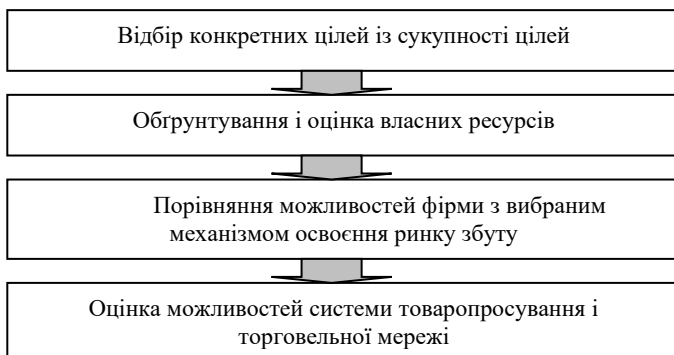 Відбір конкретних цілей із сукупності цілей
Обґрунтування і оцінка власних ресурсів
Порівняння можливостей фірми з вибраним
механізмом освоєння ринку збуту
Оцінка можливостей системи товаропросування і
торговельної мережі